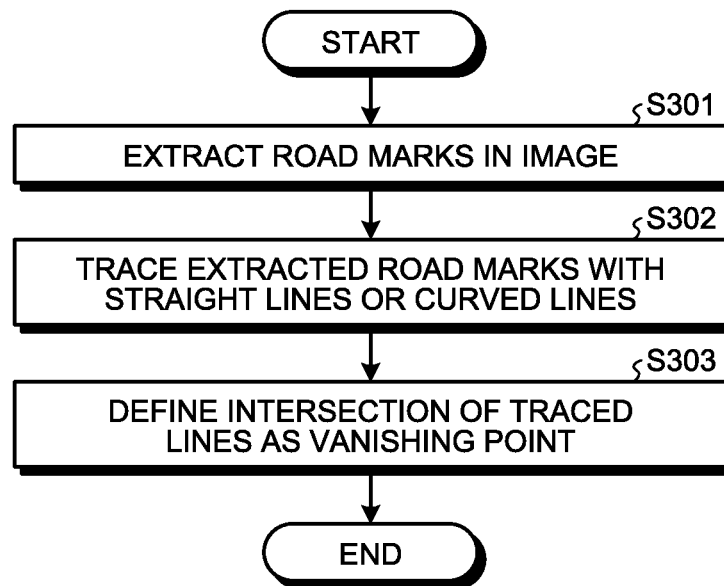 START
S301
EXTRACT ROAD MARKS IN IMAGE
S302
TRACE EXTRACTED ROAD MARKS WITH
STRAIGHT LINES OR CURVED LINES
S303
DEFINE INTERSECTION OF TRACED
LINES AS VANISHING POINT
END